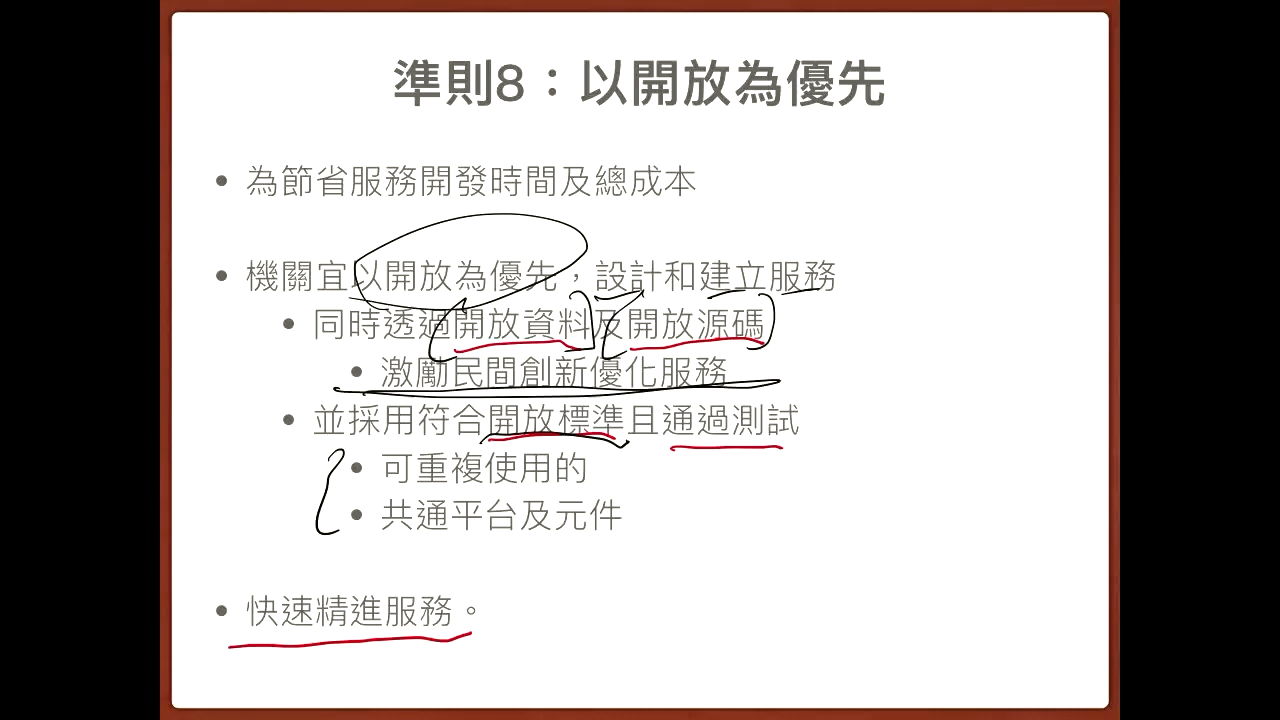 準則8：以開放為優先
• 為節省服務開發時間及總成本
• 機關宜以開放為優先，設計和建立服務
• 同時透過開放資料及開放源碼
• 激勵民間創新優化服務
• 並採用符合開放標準且通過測試
• 可重複使用的
• 共通平台及元件
• 快速精進服務。